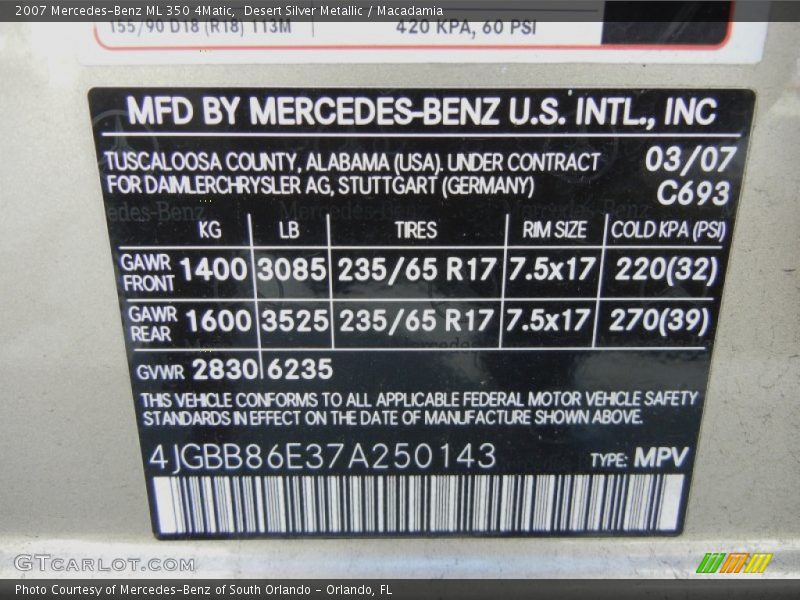 2007 Mercedes-Benz ML 350 4Matic, Desert Silver Metallic / Macadamia
155/90 D18 (R18) 113M 420 KPA, 60 PSI
MFD BY MERCEDES-BENZ U.S. INTL., INC
TUSCALOOSA COUNTY, ALABAMA (USA). UNDER CONTRACT 03/07
FOR DAIMLERCHRYSLER AG, STUTTGART (GERMANY) C693
KG LB TIRES RIM SIZE COLD KPA (PSI)
GAWR FRONT 1400 3085 235/65 R17 7.5x17 220(32)
GAWR REAR 1600 3525 235/65 R17 7.5x17 270(39)
GVWR 2830 6235
THIS VEHICLE CONFORMS TO ALL APPLICABLE FEDERAL MOTOR VEHICLE SAFETY
STANDARDS IN EFFECT ON THE DATE OF MANUFACTURE SHOWN ABOVE.
4JGBB86E37A250143 TYPE: MPV
GTCARLOT.COM
Photo Courtesy of Mercedes-Benz of South Orlando - Orlando, FL